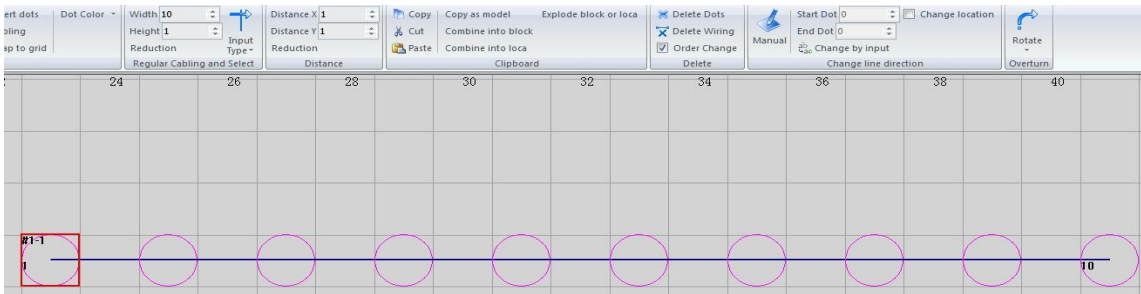 ert dots Dot Color Width 10 Distance X 1 Copy Copy as model Explode block or loca Delete Dots Start Dot 0 Change location
Height 1 Distance Y 1 Cut Combine into block Delete Wiring End Dot 0
ap to grid Reduction Input Type Reduction Paste Combine into loca Order Change Manual Change by input Rotate
Regular Cabling and Select Distance Clipboard Delete Change line direction Overturn
24 26 28 30 32 34 36 38 40
#1-1
1 10